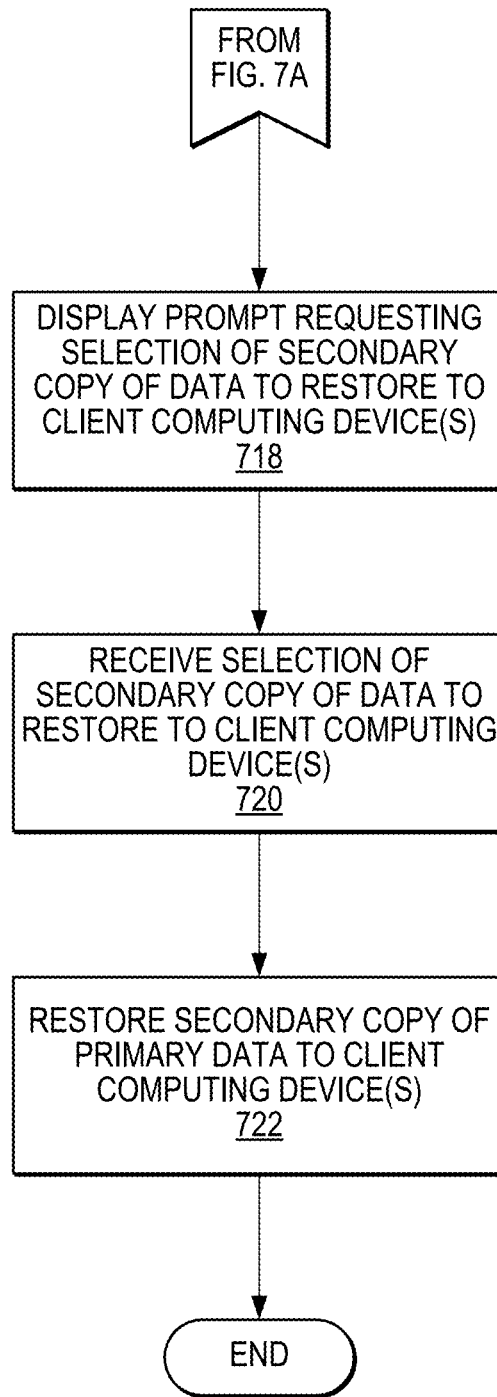 FROM
FIG. 7A
DISPLAY PROMPT REQUESTING
SELECTION OF SECONDARY
COPY OF DATA TO RESTORE TO
CLIENT COMPUTING DEVICE(S)
718
RECEIVE SELECTION OF
SECONDARY COPY OF DATA TO
RESTORE TO CLIENT COMPUTING
DEVICE(S)
720
RESTORE SECONDARY COPY OF
PRIMARY DATA TO CLIENT
COMPUTING DEVICE(S)
722
END